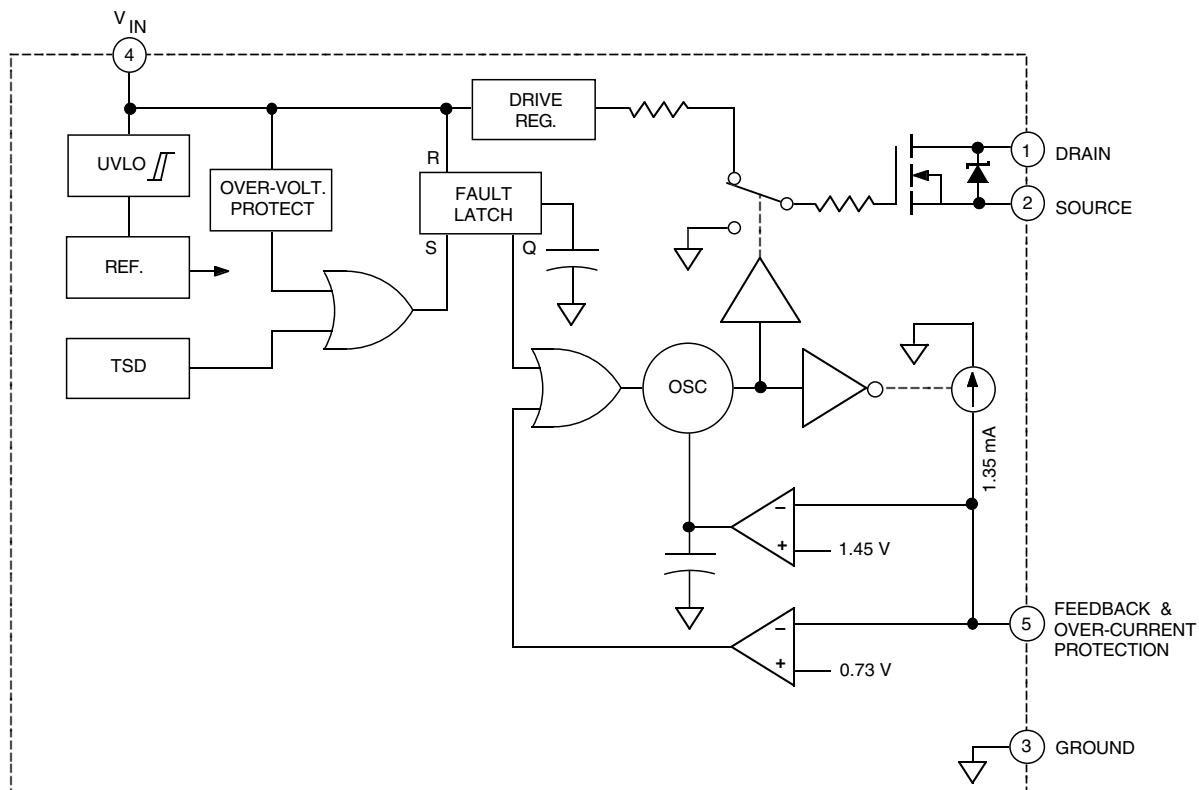 V IN
4
DRIVE
REG.
UVLO
R
1
DRAIN
OVER-VOLT.
PROTECT
FAULT
LATCH
2
SOURCE
S
Q
REF.
TSD
OSC
1.35 mA
1.45 V
–
+
5
FEEDBACK &
OVER-CURRENT
PROTECTION
–
+
0.73 V
3
GROUND